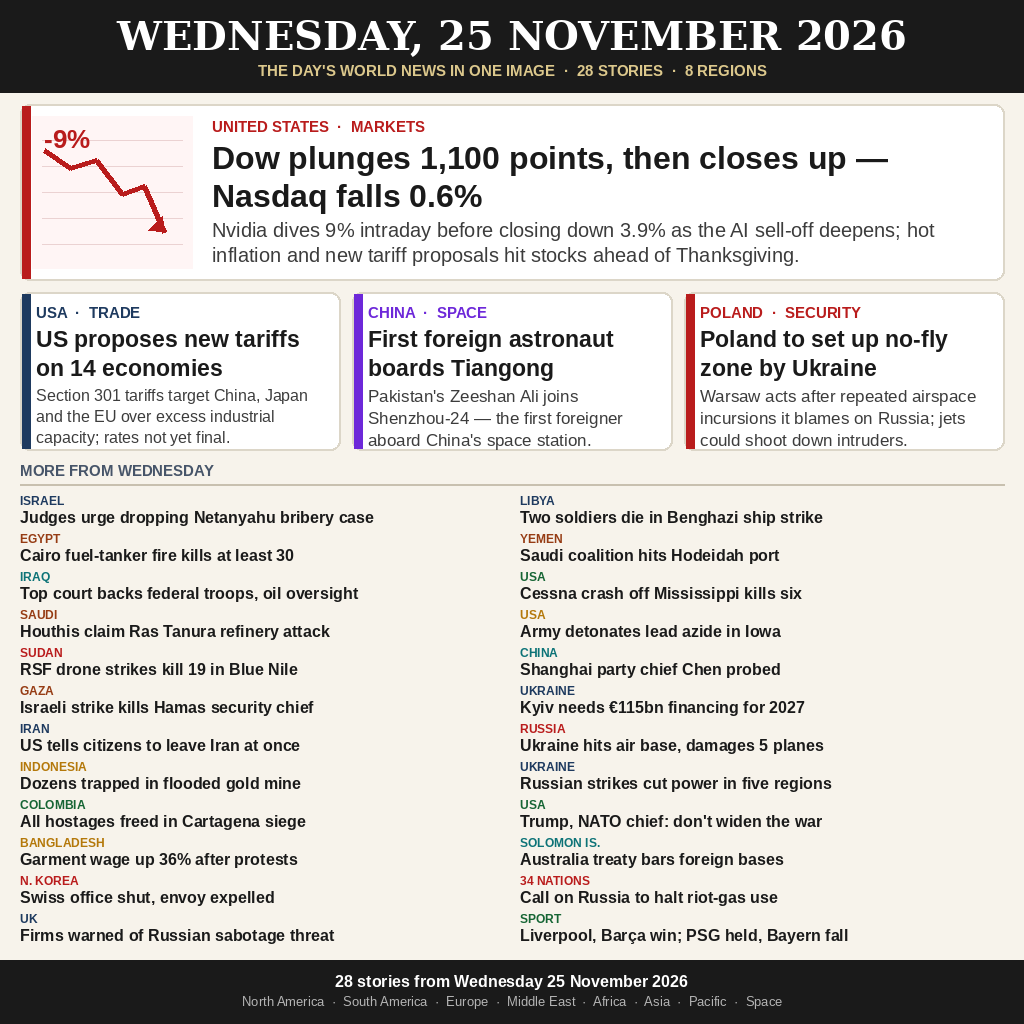 WEDNESDAY, 25 NOVEMBER 2026
THE DAY'S WORLD NEWS IN ONE IMAGE · 28 STORIES · 8 REGIONS
-9%
UNITED STATES · MARKETS
Dow plunges 1,100 points, then closes up —
Nasdaq falls 0.6%
Nvidia dives 9% intraday before closing down 3.9% as the AI sell-off deepens; hot
inflation and new tariff proposals hit stocks ahead of Thanksgiving.
USA · TRADE
US proposes new tariffs
on 14 economies
Section 301 tariffs target China, Japan
and the EU over excess industrial
capacity; rates not yet final.
CHINA · SPACE
First foreign astronaut
boards Tiangong
Pakistan's Zeeshan Ali joins
Shenzhou-24 — the first foreigner
aboard China's space station.
POLAND · SECURITY
Poland to set up no-fly
zone by Ukraine
Warsaw acts after repeated airspace
incursions it blames on Russia; jets
could shoot down intruders.
MORE FROM WEDNESDAY
ISRAEL
Judges urge dropping Netanyahu bribery case
EGYPT
Cairo fuel-tanker fire kills at least 30
IRAQ
Top court backs federal troops, oil oversight
SAUDI
Houthis claim Ras Tanura refinery attack
SUDAN
RSF drone strikes kill 19 in Blue Nile
GAZA
Israeli strike kills Hamas security chief
IRAN
US tells citizens to leave Iran at once
INDONESIA
Dozens trapped in flooded gold mine
COLOMBIA
All hostages freed in Cartagena siege
BANGLADESH
Garment wage up 36% after protests
N. KOREA
Swiss office shut, envoy expelled
UK
Firms warned of Russian sabotage threat
LIBYA
Two soldiers die in Benghazi ship strike
YEMEN
Saudi coalition hits Hodeidah port
USA
Cessna crash off Mississippi kills six
USA
Army detonates lead azide in Iowa
CHINA
Shanghai party chief Chen probed
UKRAINE
Kyiv needs €115bn financing for 2027
RUSSIA
Ukraine hits air base, damages 5 planes
UKRAINE
Russian strikes cut power in five regions
USA
Trump, NATO chief: don't widen the war
SOLOMON IS.
Australia treaty bars foreign bases
34 NATIONS
Call on Russia to halt riot-gas use
SPORT
Liverpool, Barça win; PSG held, Bayern fall
28 stories from Wednesday 25 November 2026
North America · South America · Europe · Middle East · Africa · Asia · Pacific · Space